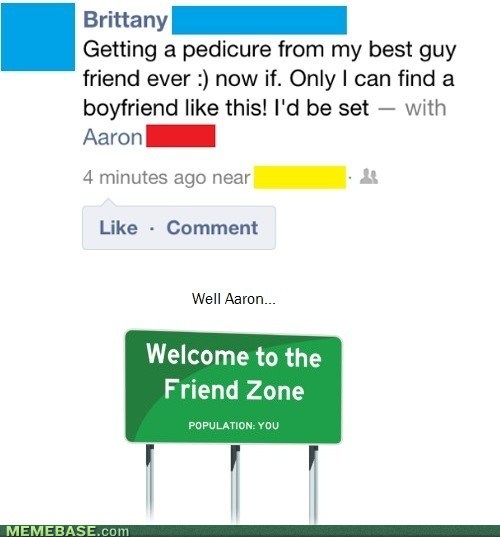 Brittany
Getting a pedicure from my best guy
friend ever :) now if. Only I can find a
boyfriend like this! I'd be set — with
Aaron
4 minutes ago near ·
Like · Comment
Well Aaron...
Welcome to the
Friend Zone
POPULATION: YOU
MEMEBASE.com